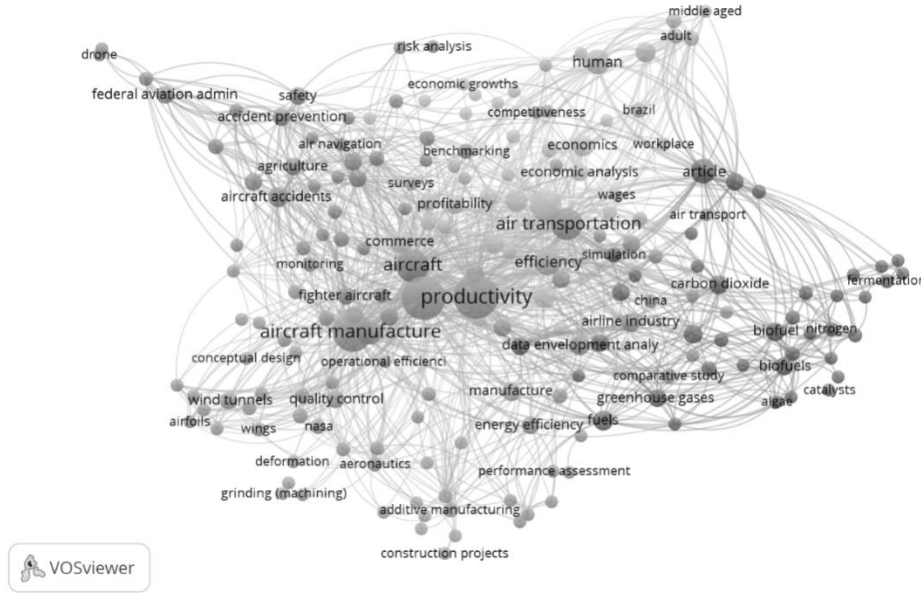 middle aged
adult
drone
risk analysis
human
federal aviation admin
safety
economic growths
accident prevention
competitiveness
brazil
air navigation
benchmarking
economics
workplace
agriculture
economic analysis
article
surveys
aircraft accidents
profitability
wages
air transportation
air transport
commerce
monitoring
aircraft
efficiency
simulation
carbon dioxide
fermentation
fighter aircraft
productivity
china
aircraft manufacture
airline industry
biofuel
nitrogen
data envelopment analy
conceptual design
operational efficienci
comparative study
biofuels
manufacture
catalysts
wind tunnels
quality control
greenhouse gases
algae
airfoils
wings
nasa
energy efficiency
fuels
deformation
aeronautics
performance assessment
grinding (machining)
additive manufacturing
construction projects
VOSviewer